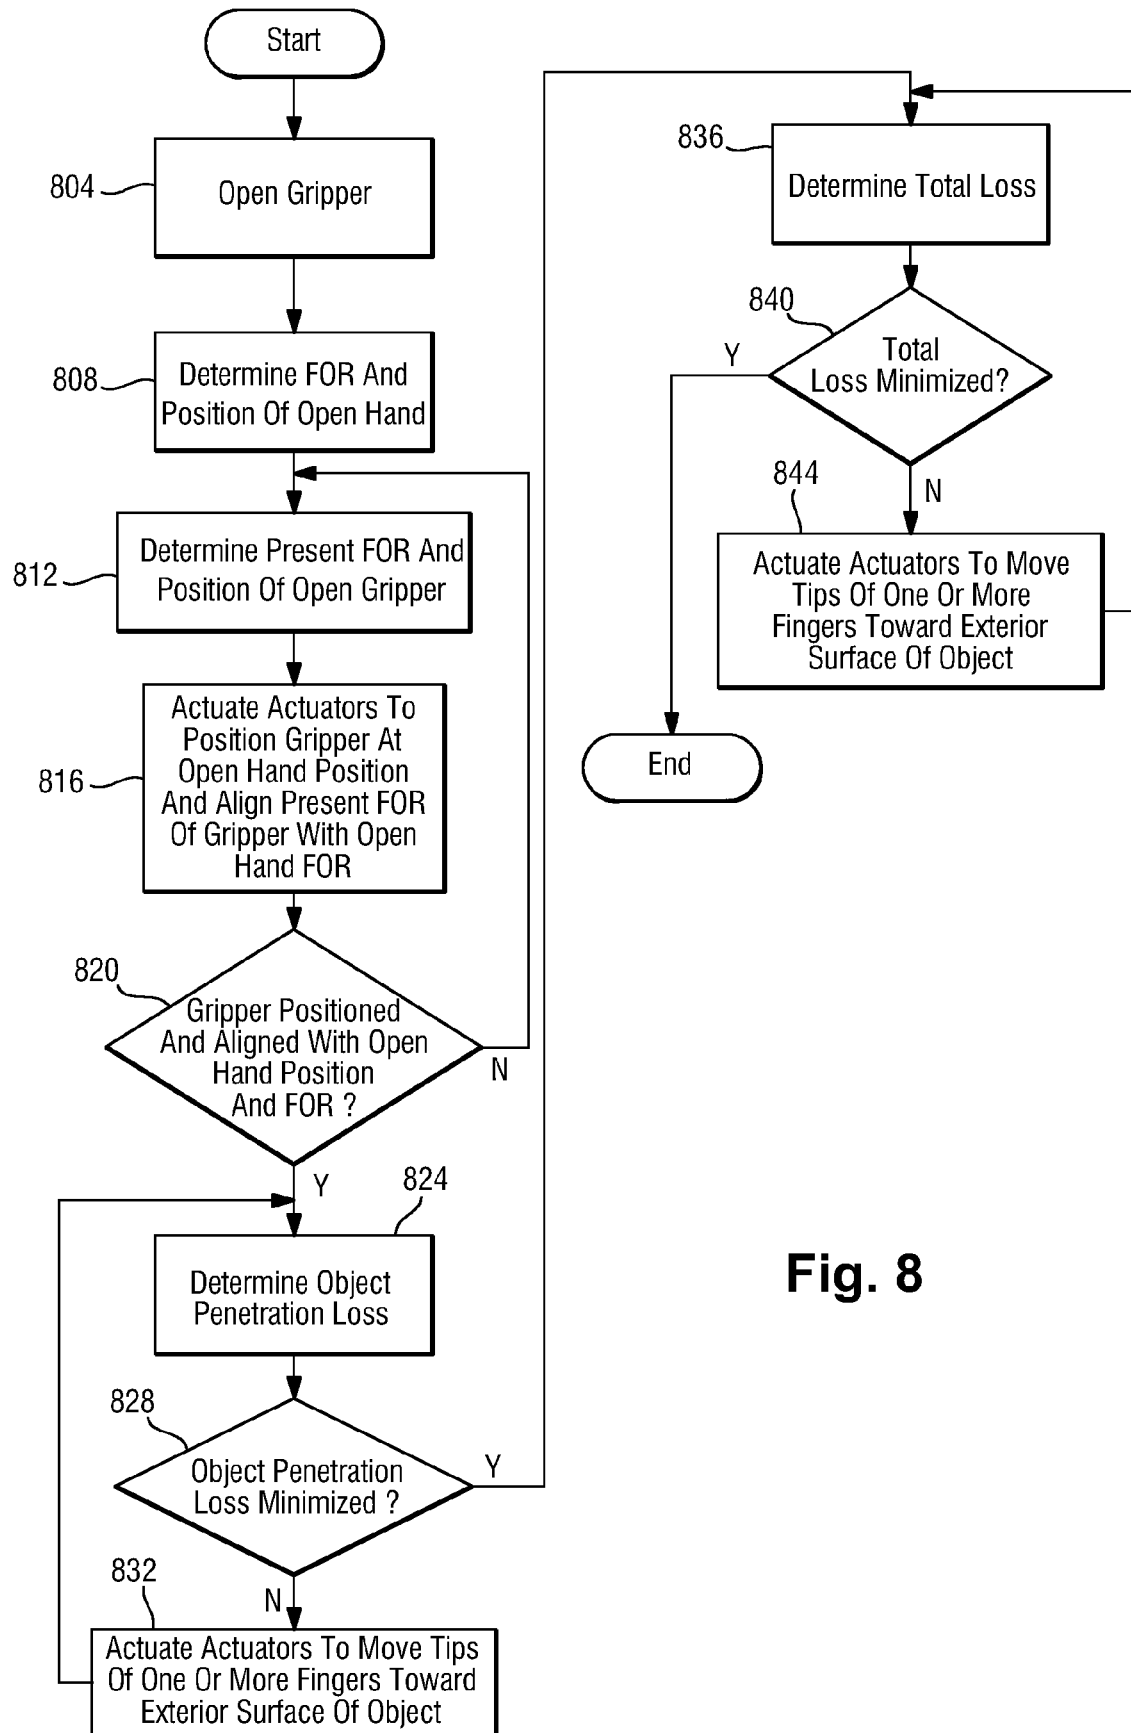 Start
804
Open Gripper
808
Determine FOR And
Position Of Open Hand
812
Determine Present FOR And
Position Of Open Gripper
816
Actuate Actuators To
Position Gripper At
Open Hand Position
And Align Present FOR
Of Gripper With Open
Hand FOR
820
Gripper Positioned
And Aligned With Open
Hand Position
And FOR ?
N
Y
824
Determine Object
Penetration Loss
828
Object Penetration
Loss Minimized ?
Y
N
832
Actuate Actuators To Move Tips
Of One Or More Fingers Toward
Exterior Surface Of Object
836
Determine Total Loss
840
Total
Loss Minimized?
Y
N
844
Actuate Actuators To Move
Tips Of One Or More
Fingers Toward Exterior
Surface Of Object
End
Fig. 8